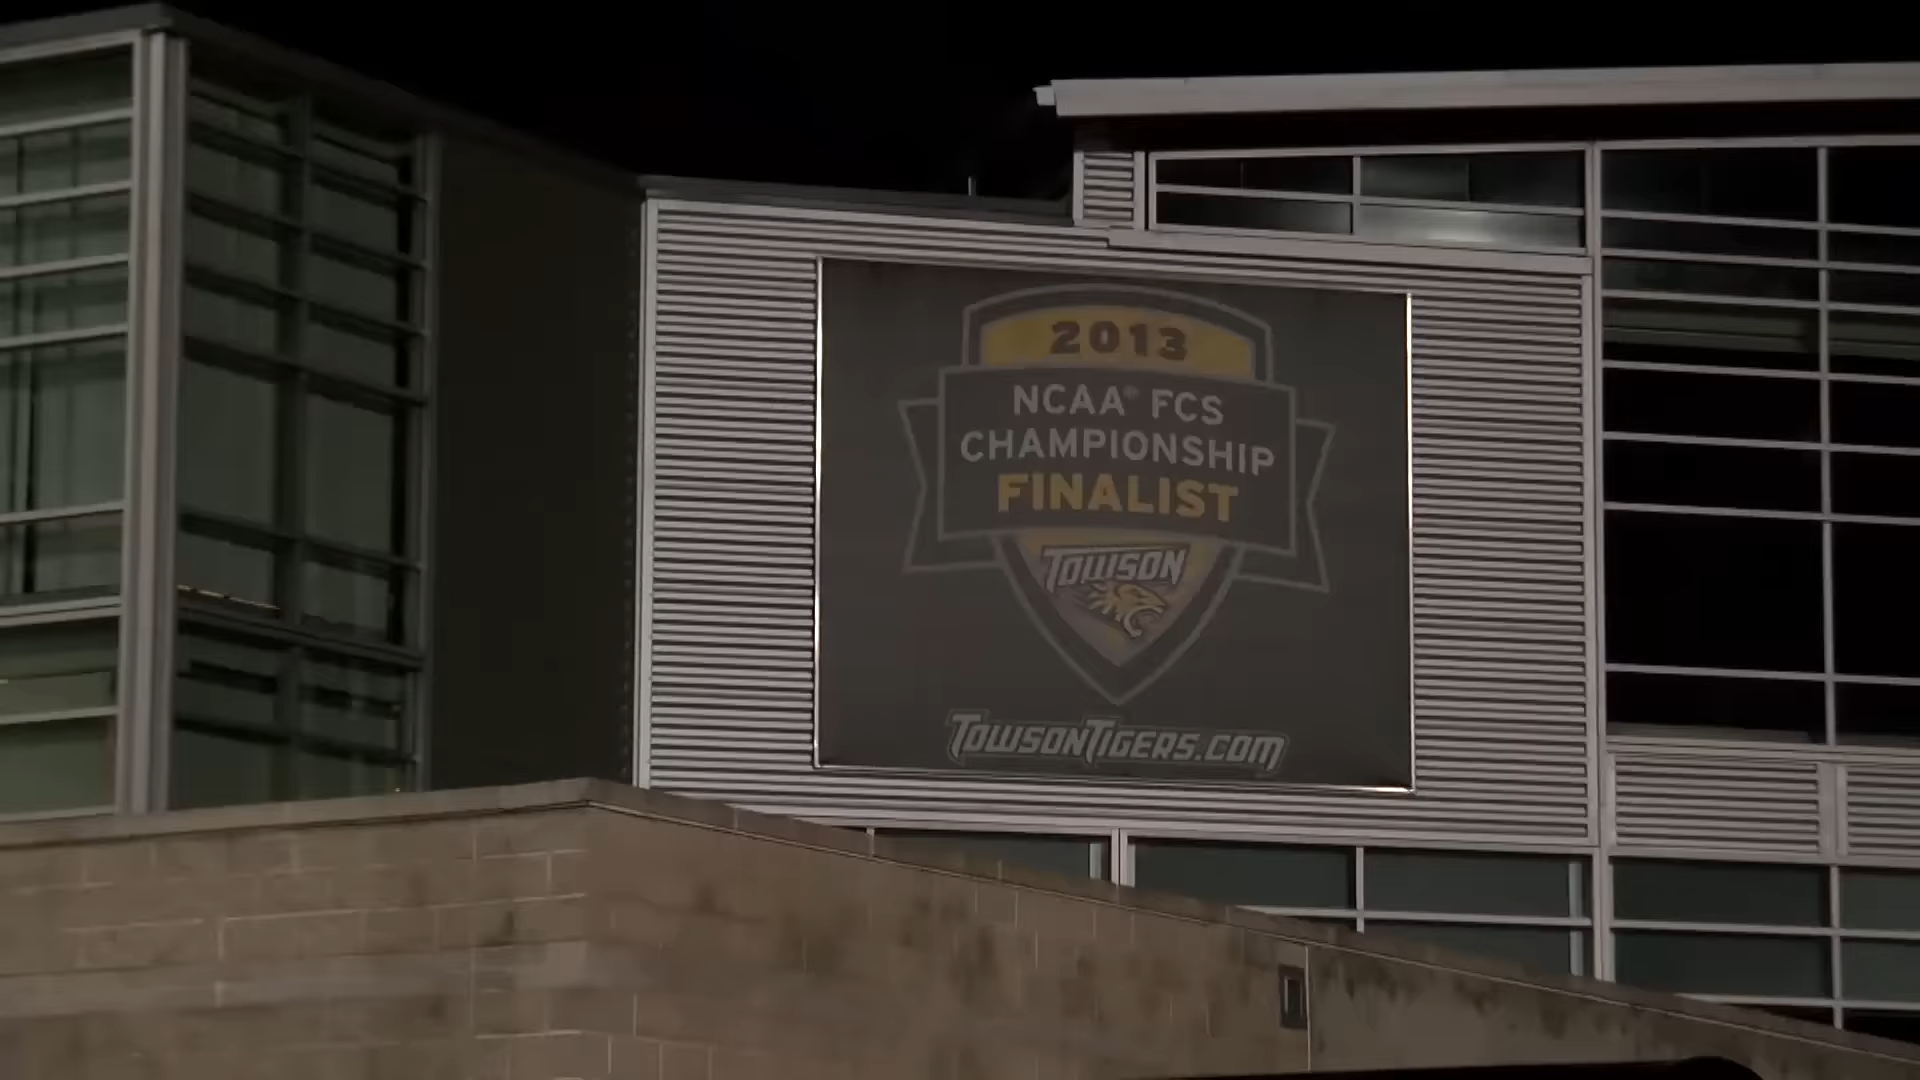 2013
NCAA® FCS
CHAMPIONSHIP
FINALIST
TOWSON
TOWSONTIGERS.COM